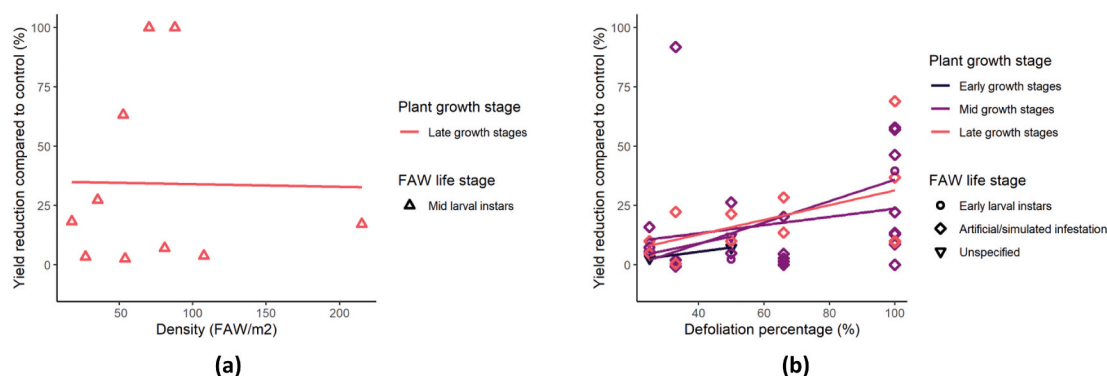 100
75
50
25
0
Yield reduction compared to control (%)
50
100
150
200
Density (FAW/m2)
Plant growth stage
Late growth stages
FAW life stage
Mid larval instars
(a)
100
75
50
25
0
Yield reduction compared to control (%)
40
60
80
100
Defoliation percentage (%)
Plant growth stage
Early growth stages
Mid growth stages
Late growth stages
FAW life stage
Early larval instars
Artificial/simulated infestation
Unspecified
(b)